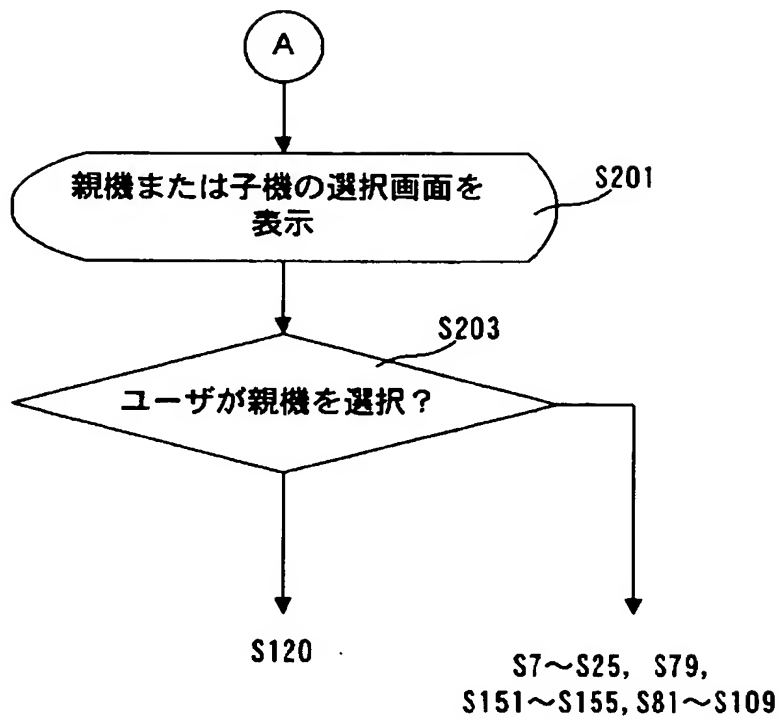 A
親機または子機の選択画面を
表示
S201
S203
ユーザが親機を選択？
S120
S7～S25, S79,
S151～S155, S81～S109